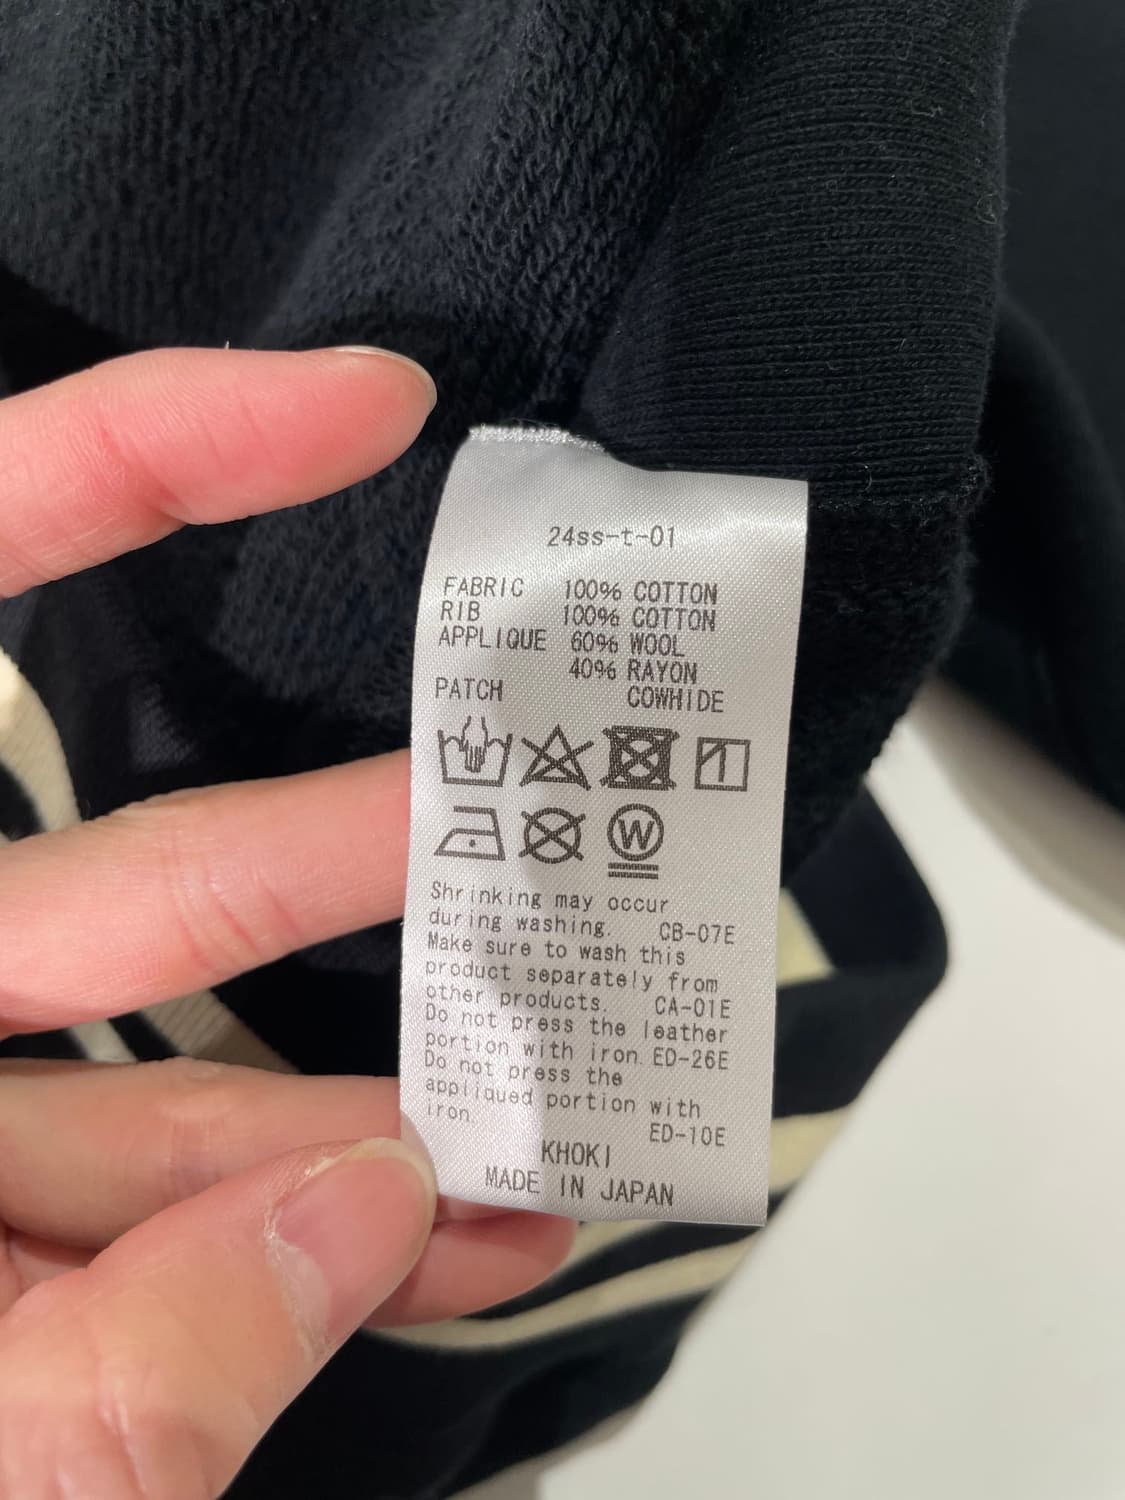 24ss-t-01
FABRIC 100% COTTON
RIB 100% COTTON
APPLIQUE 60% WOOL
40% RAYON
PATCH COWHIDE
W
Shrinking may occur
during washing. CB-07E
Make sure to wash this
product separately from
other products. CA-01E
Do not press the leather
portion with iron. ED-26E
Do not press the
appliqued portion with
iron. ED-10E
KHOKI
MADE IN JAPAN